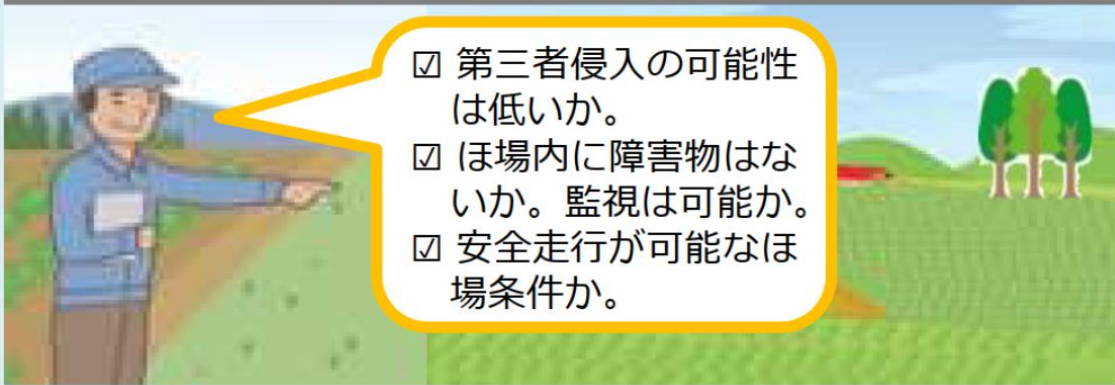 ☑ 第三者侵入の可能性
は低いか。
☑ ほ場内に障害物はな
いか。監視は可能か。
☑ 安全走行が可能なほ
場条件か。